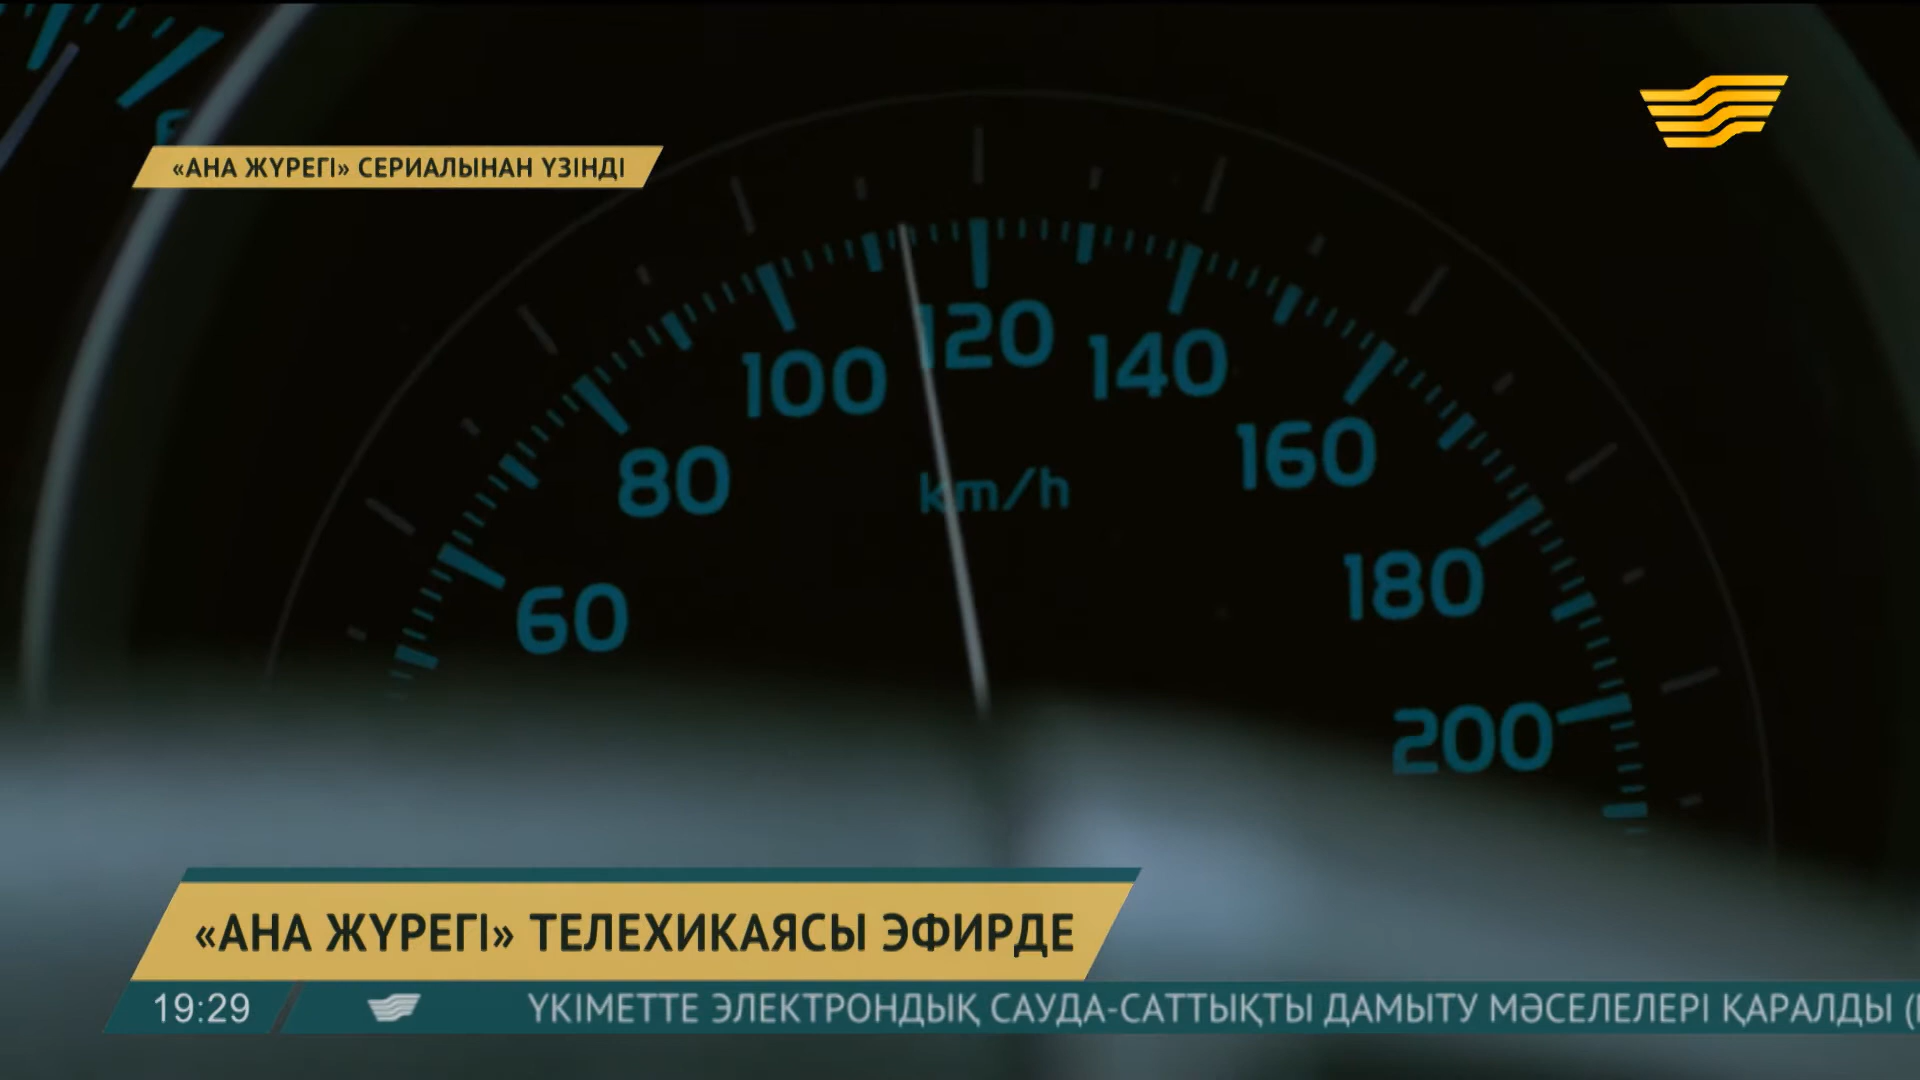 «АНА ЖҮРЕГІ» СЕРИАЛЫНАН ҮЗІНДІ
120
100
140
80
160
km/h
180
60
200
«АНА ЖҮРЕГІ» ТЕЛЕХИКАЯСЫ ЭФИРДЕ
19:29
ҮКІМЕТТЕ ЭЛЕКТРОНДЫҚ САУДА-САТТЫҚТЫ ДАМЫТУ МӘСЕЛЕЛЕРІ ҚАРАЛДЫ